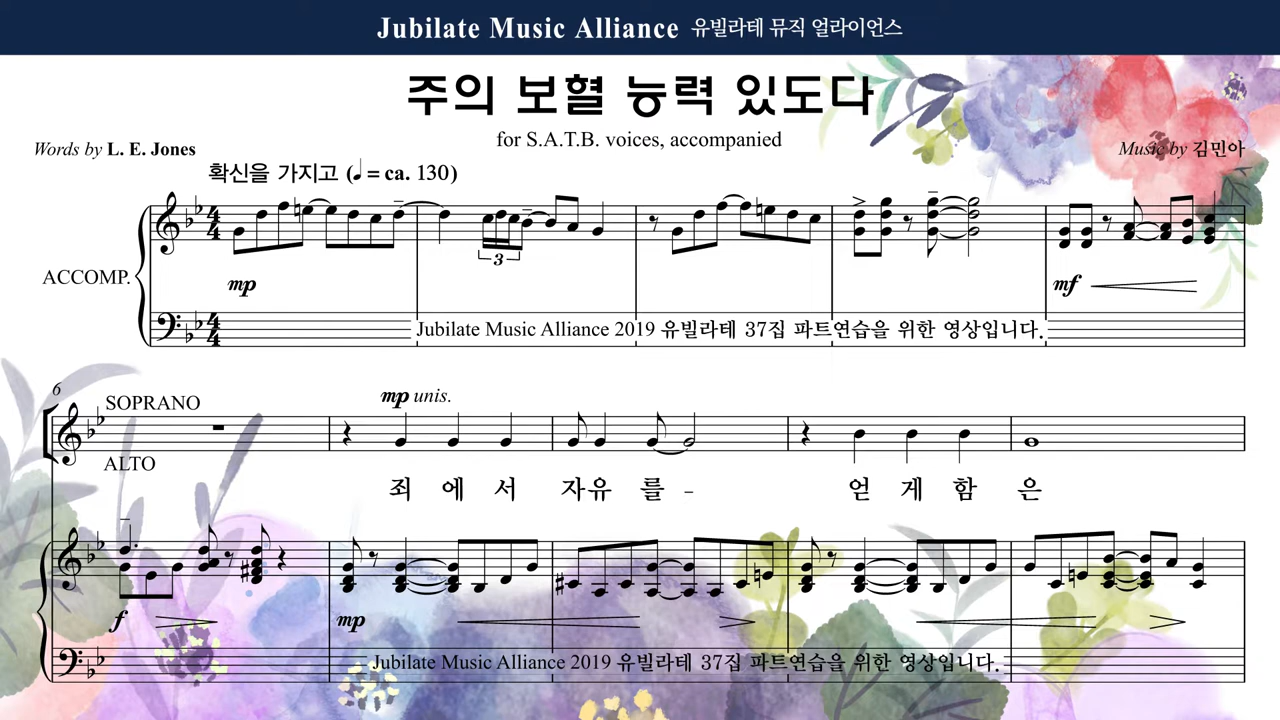 Jubilate Music Alliance 유빌라테 뮤직 얼라이언스
주의 보혈 능력 있도다
for S.A.T.B. voices, accompanied
Words by L. E. Jones
Music by 김민아
확신을 가지고 (♩ = ca. 130)
4 4
ACCOMP.
mp
3
mf
4 4
Jubilate Music Alliance 2019 유빌라테 37집 파트연습을 위한 영상입니다.
6
SOPRANO
mp unis.
ALTO
죄 에 서 자유 를 - 얻 게 함 은
f
mp
Jubilate Music Alliance 2019 유빌라테 37집 파트연습을 위한 영상입니다.